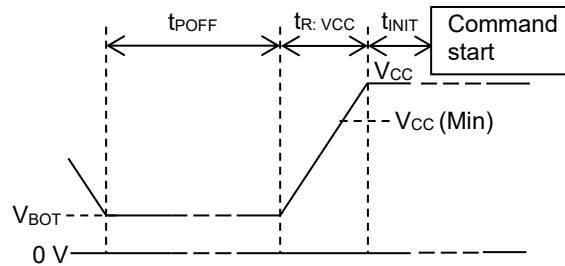 tPOFF
tR: VCC
tINIT
Command
start
VCC
VCC (Min)
VBOT
0 V